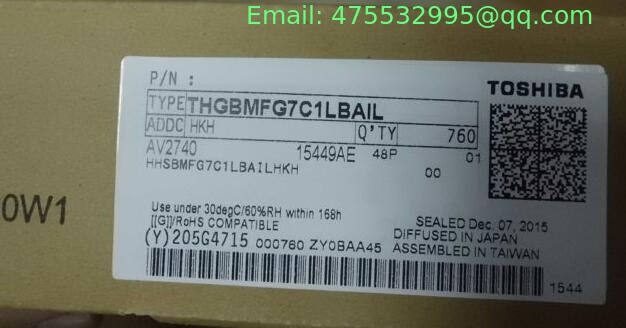 Email: 475532995@qq.com
P/N :
TOSHIBA
TYPE THGBMFG7C1LBAIL
ADDC HKH Q'TY 760
AV2740 15449AE 48P 01
HHSBMFG7C1LBAILHKH 00
0W1
Use under 30degC/60%RH within 168h
[[G]]/RoHS COMPATIBLE
SEALED Dec. 07, 2015
DIFFUSED IN JAPAN
(Y)205G4715 000760 ZY0BAA45 ASSEMBLED IN TAIWAN
1544